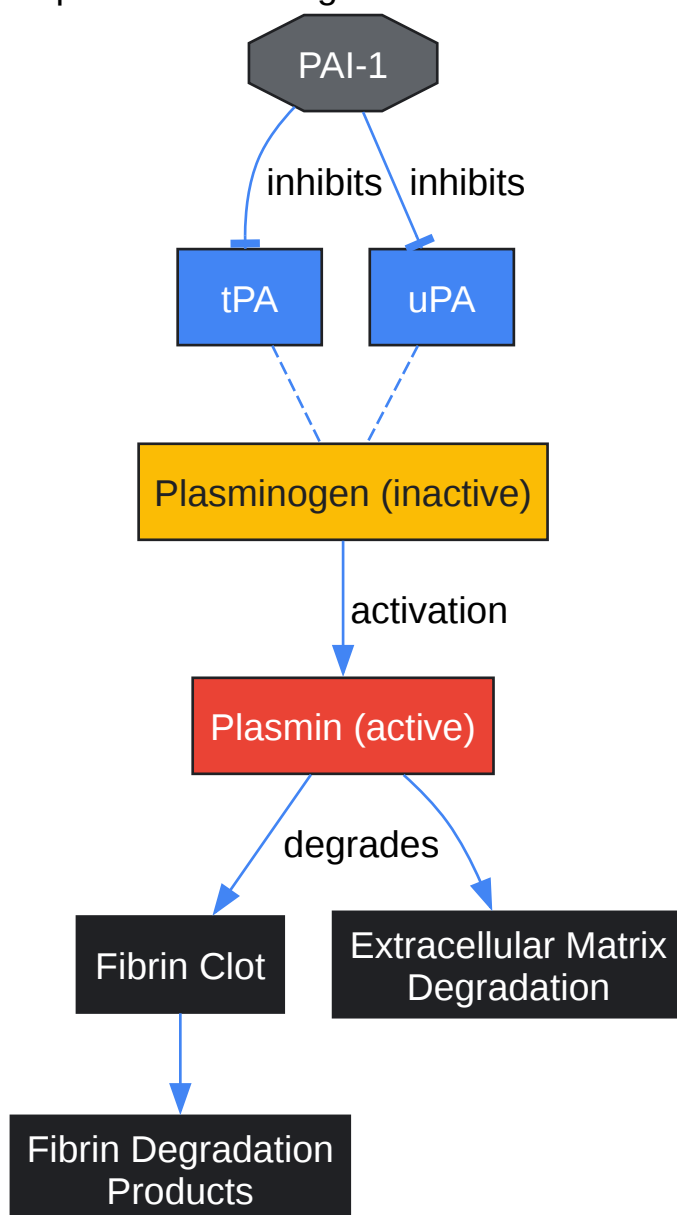 PAI-1
inhibits inhibits
tPA
uPA
Plasminogen (inactive)
activation
Plasmin (active)
degrades
Fibrin Clot
Extracellular Matrix
Degradation
Fibrin Degradation
Products